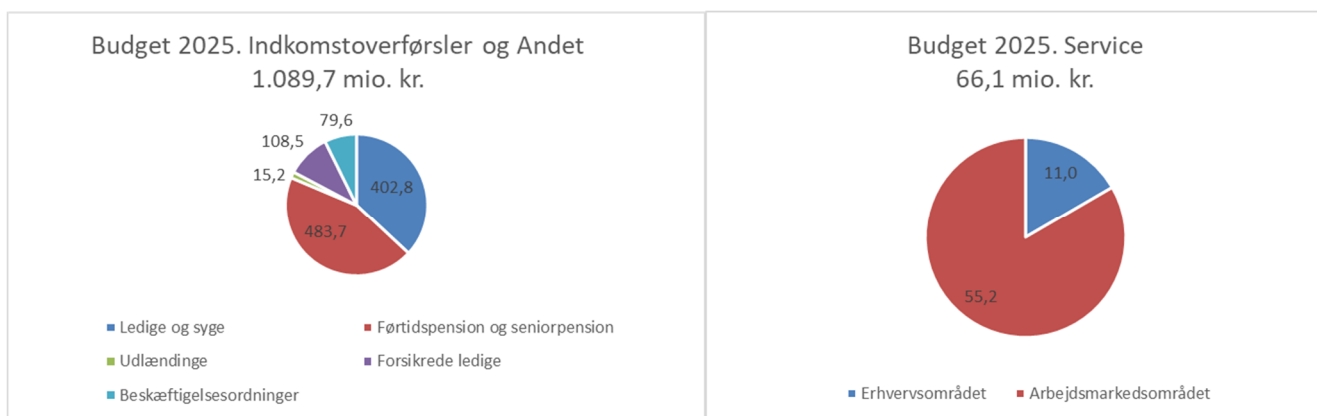 Budget 2025. Indkomstoverførsler og Andet
1.089,7 mio. kr.
79,6
108,5
15,2
402,8
483,7
Ledige og syge
Førtidspension og seniorpension
Udlændinge
Forsikrede ledige
Beskæftigelsesordninger
Budget 2025. Service
66,1 mio. kr.
11,0
55,2
Erhvervsområdet
Arbejdsmarkedsområdet